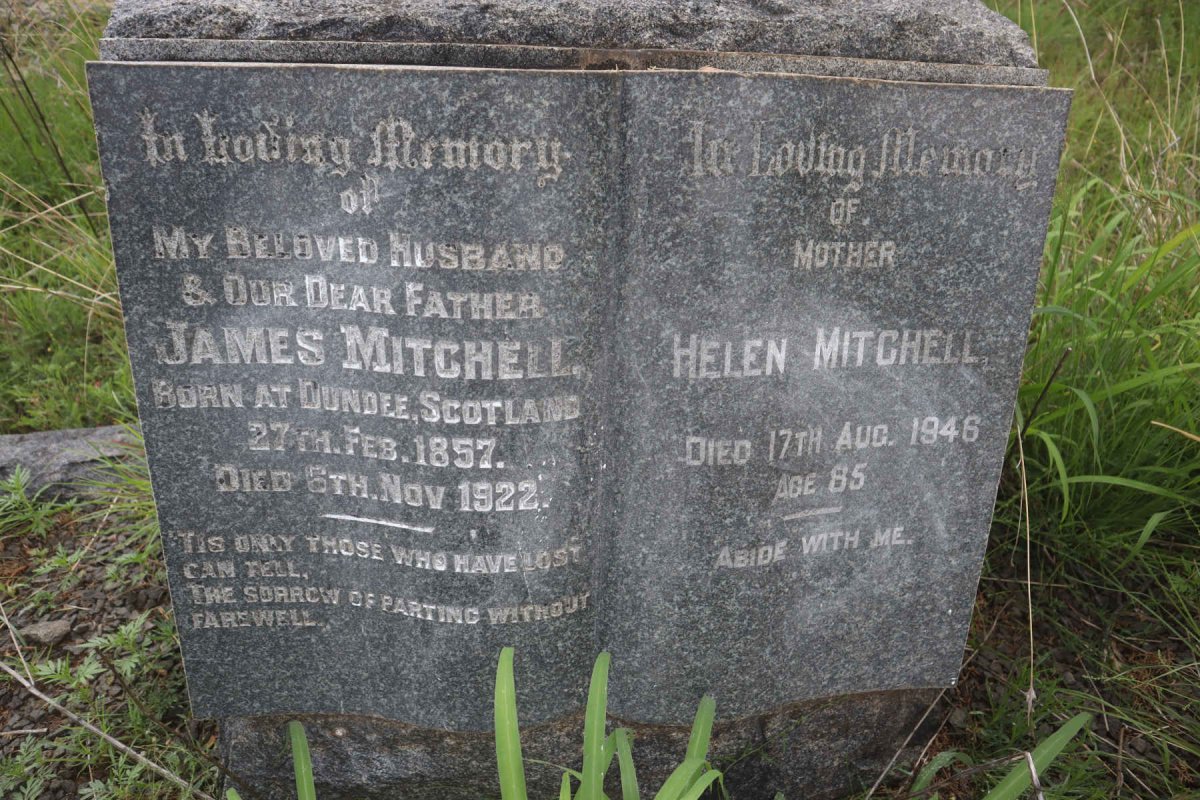 In Loving Memory
of
MY BELOVED HUSBAND
& OUR DEAR FATHER
JAMES MITCHELL.
BORN AT DUNDEE, SCOTLAND
27TH. FEB. 1857.
DIED 6TH. NOV 1922.
'TIS ONLY THOSE WHO HAVE LOST
CAN TELL,
THE SORROW OF PARTING WITHOUT
FAREWELL.
In Loving Memory
OF
MOTHER
HELEN MITCHELL
DIED 17TH AUG. 1946
AGE 85
ABIDE WITH ME.